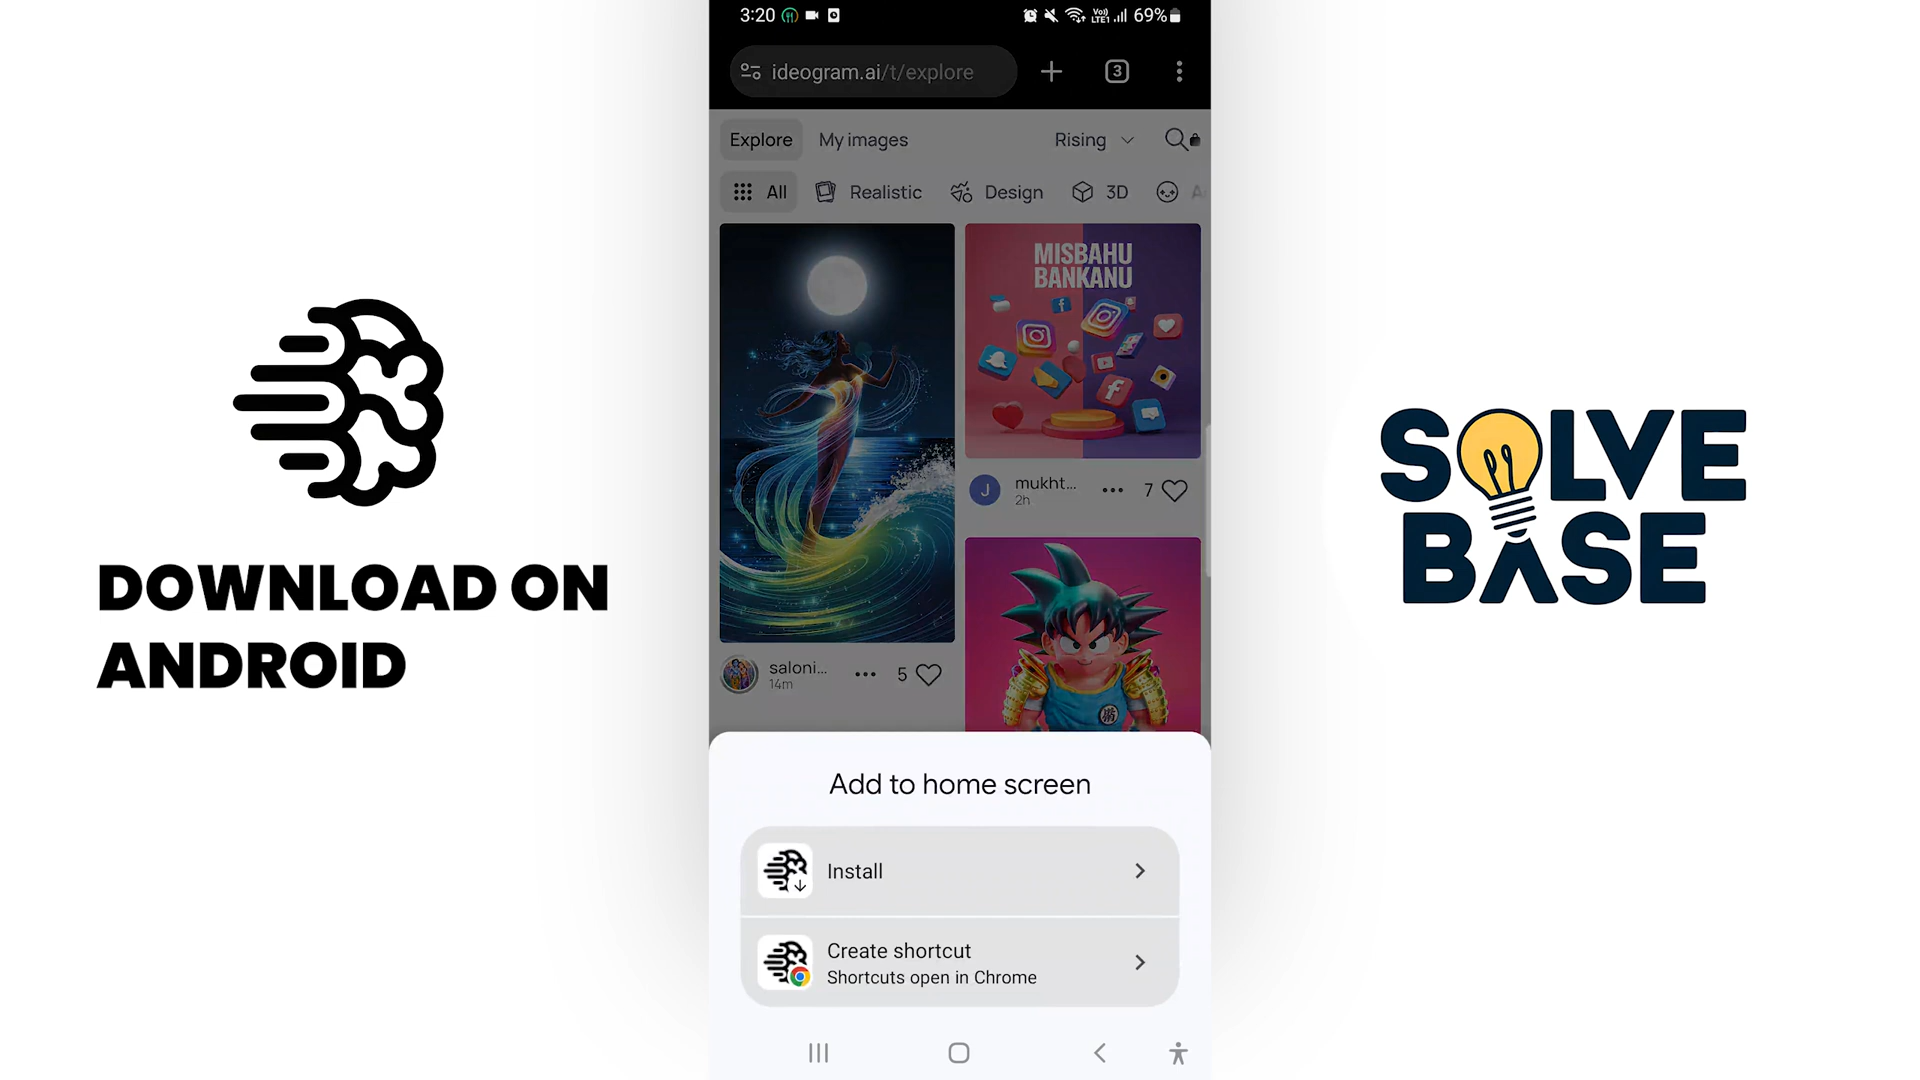 DOWNLOAD ON
ANDROID
3:20
Vo))
LTE1
69%
ideogram.ai/t/explore
3
Explore
My images
Rising
All
Realistic
Design
3D
MISBAHU
BANKANU
J
mukht...
2h
7
saloni...
14m
5
Add to home screen
Install
Create shortcut
Shortcuts open in Chrome
SOLVE
BASE